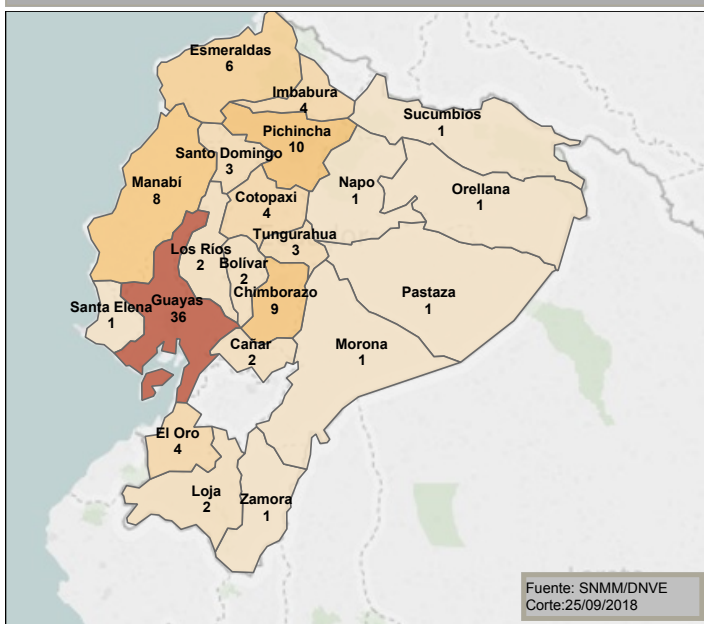 Esmeraldas
6
Imbabura
4
Sucumbios
1
Pichincha
10
Santo Domingo
3
Manabí
8
Napo
1
Orellana
1
Cotopaxi
4
Tungurahua
3
Los Ríos
2
Bolívar
2
Chimborazo
9
Pastaza
1
Santa Elena
1
Guayas
36
Cañar
2
Morona
1
El Oro
4
Loja
2
Zamora
1
Fuente: SNMM/DNVE
Corte:25/09/2018